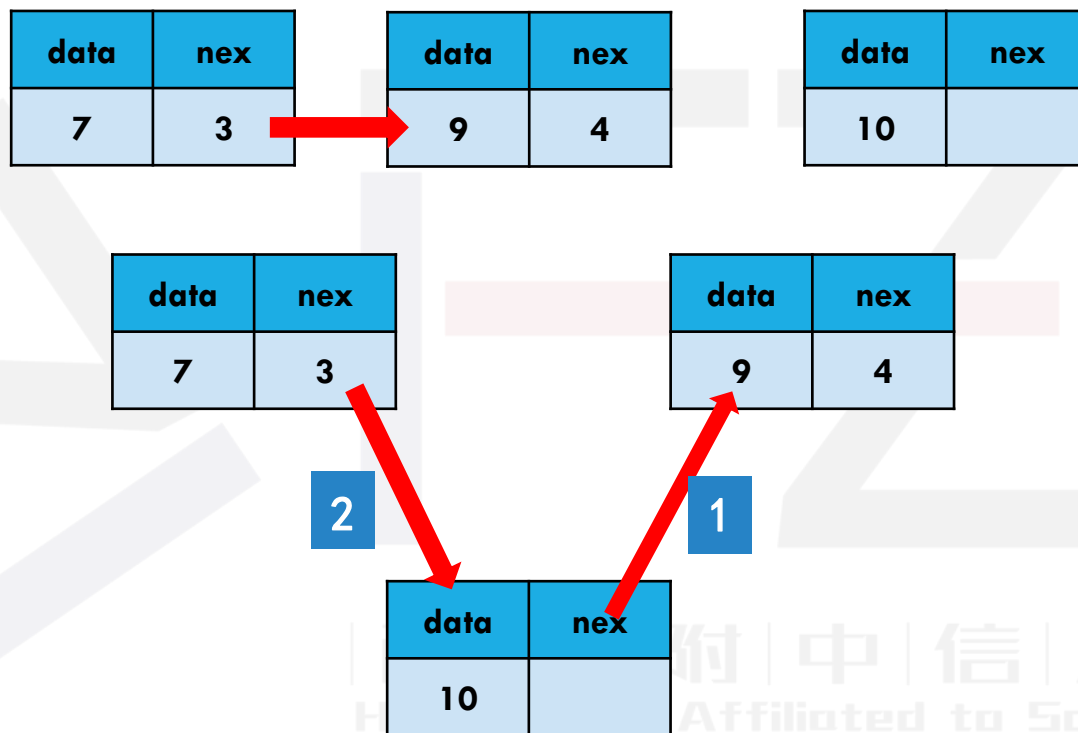 data nex data nex data nex
7 3 9 4 10
data nex data nex
7 3 9 4
2 1
data nex
10
附中信
Affiliated to